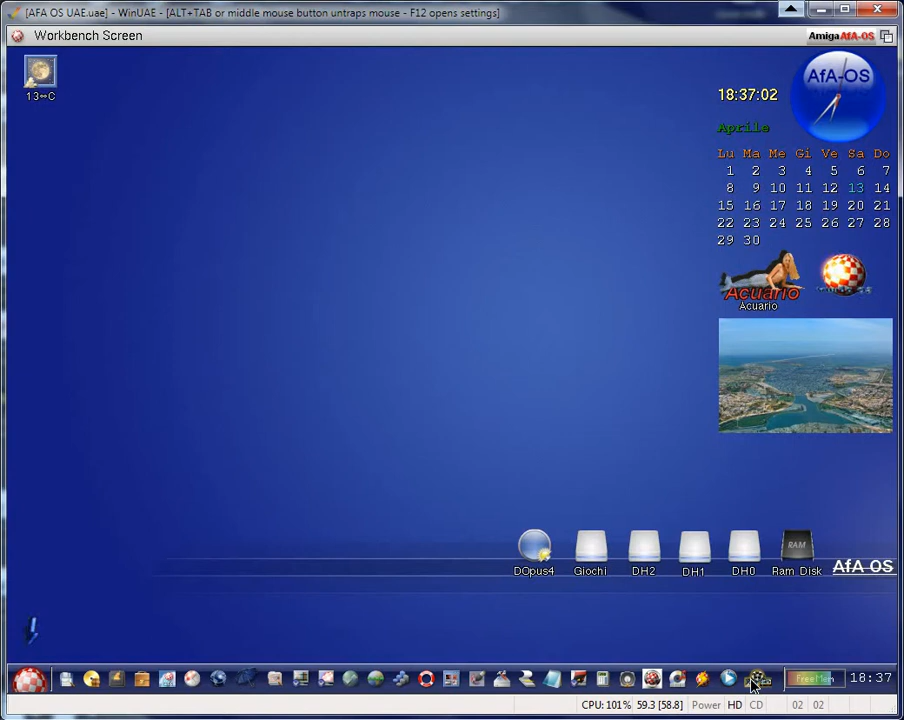 [AFA OS UAE.uae] - WinUAE - [ALT+TAB or middle mouse button untraps mouse - F12 opens settings]
Workbench Screen
Amiga AfA-OS
13↔C
AfA-OS
18:37:02
Aprile
Lu Ma Me Gi Ve Sa Do
1 2 3 4 5 6 7
8 9 10 11 12 13 14
15 16 17 18 19 20 21
22 23 24 25 26 27 28
29 30
Acuario
Acuario
RAM
DOpus4 Giochi DH2 DH1 DH0 Ram Disk
AfA OS
FreeMem
18:37
CPU: 101% 59.3 [58.8] Power HD CD 02 02